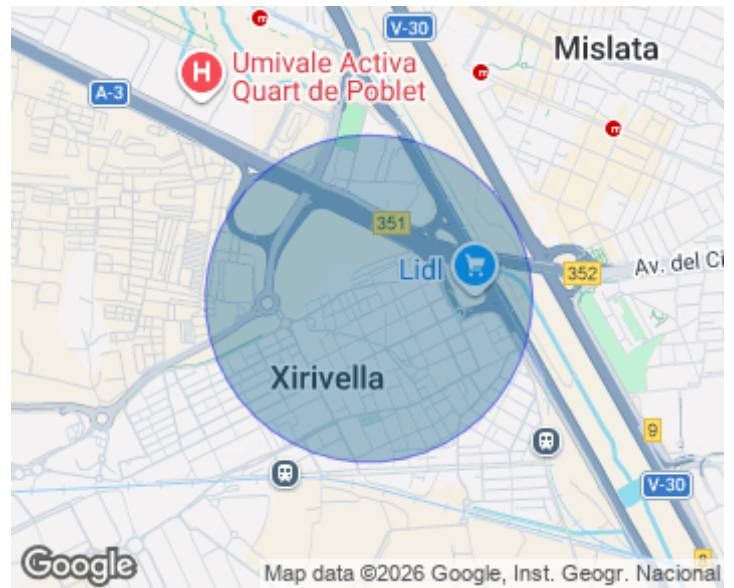 V-30
Mislata
H
Umivale Activa
Quart de Poblet
A-3
m
m
m
351
Lidl
352
Av. del Ci
Xirivella
9
V-30
Google
Map data ©2026 Google, Inst. Geogr. Nacional